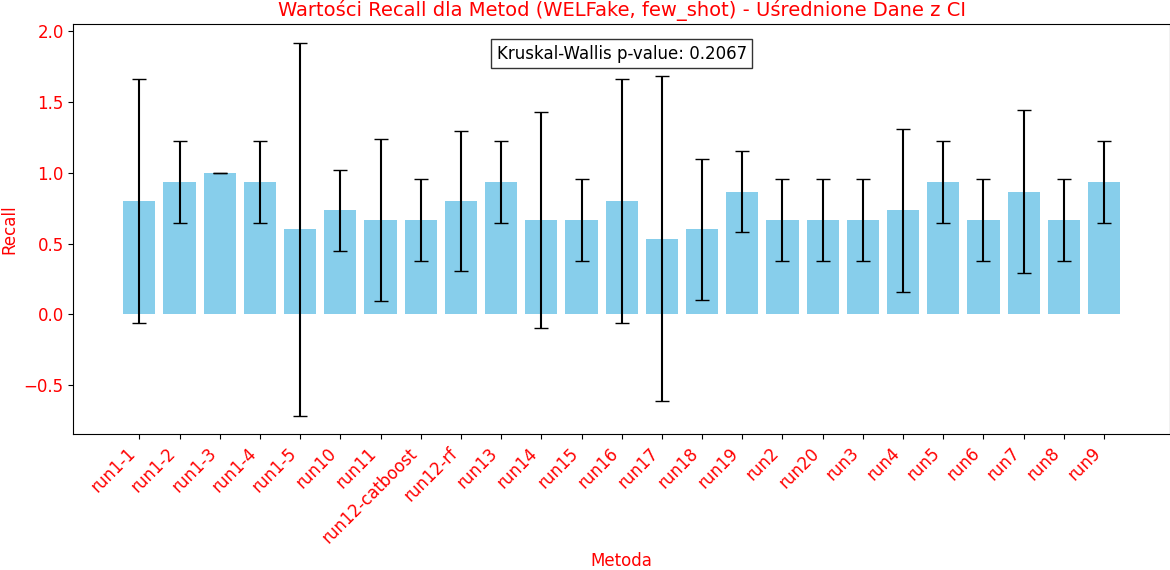 Wartości Recall dla Metod (WELFake, few_shot) - Uśrednione Dane z CI
Kruskal-Wallis p-value: 0.2067
Recall
2.0
1.5
1.0
0.5
0.0
−0.5
run1-1
run1-2
run1-3
run1-4
run1-5
run10
run11
run12-catboost
run12-rf
run13
run14
run15
run16
run17
run18
run19
run2
run20
run3
run4
run5
run6
run7
run8
run9
Metoda